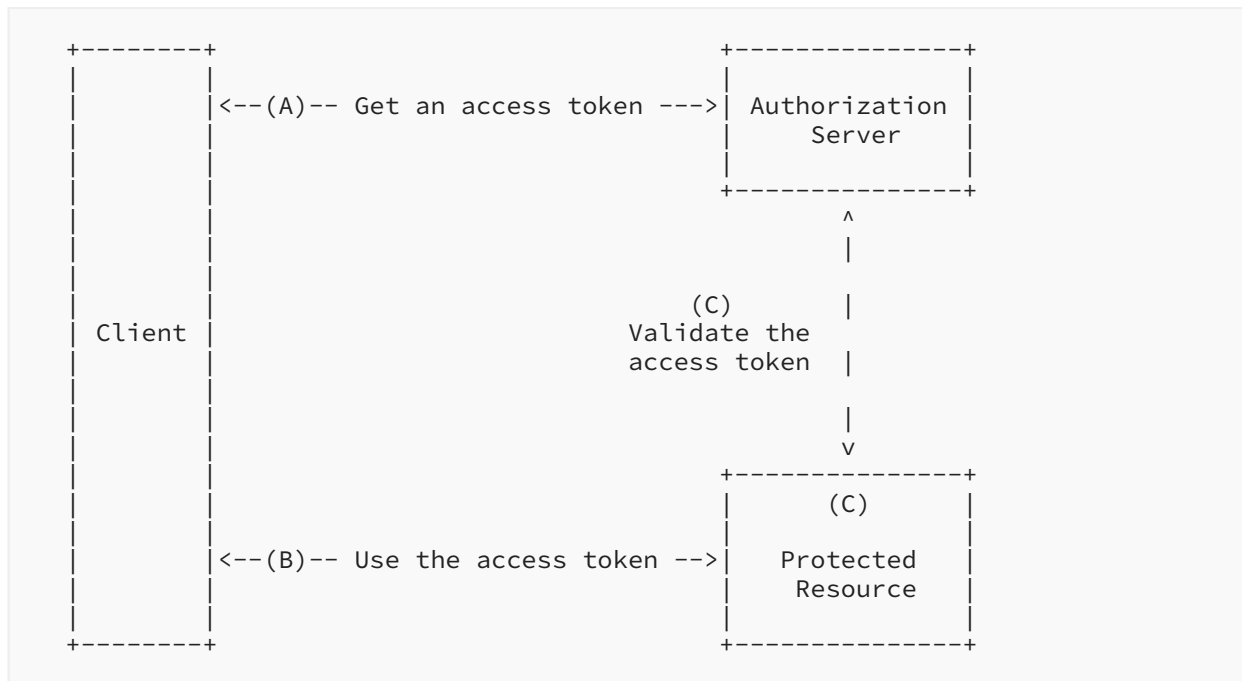 <--(A)-- Get an access token --->
Authorization
Server
(C)
Client
Validate the
access token
(C)
<--(B)-- Use the access token -->
Protected
Resource